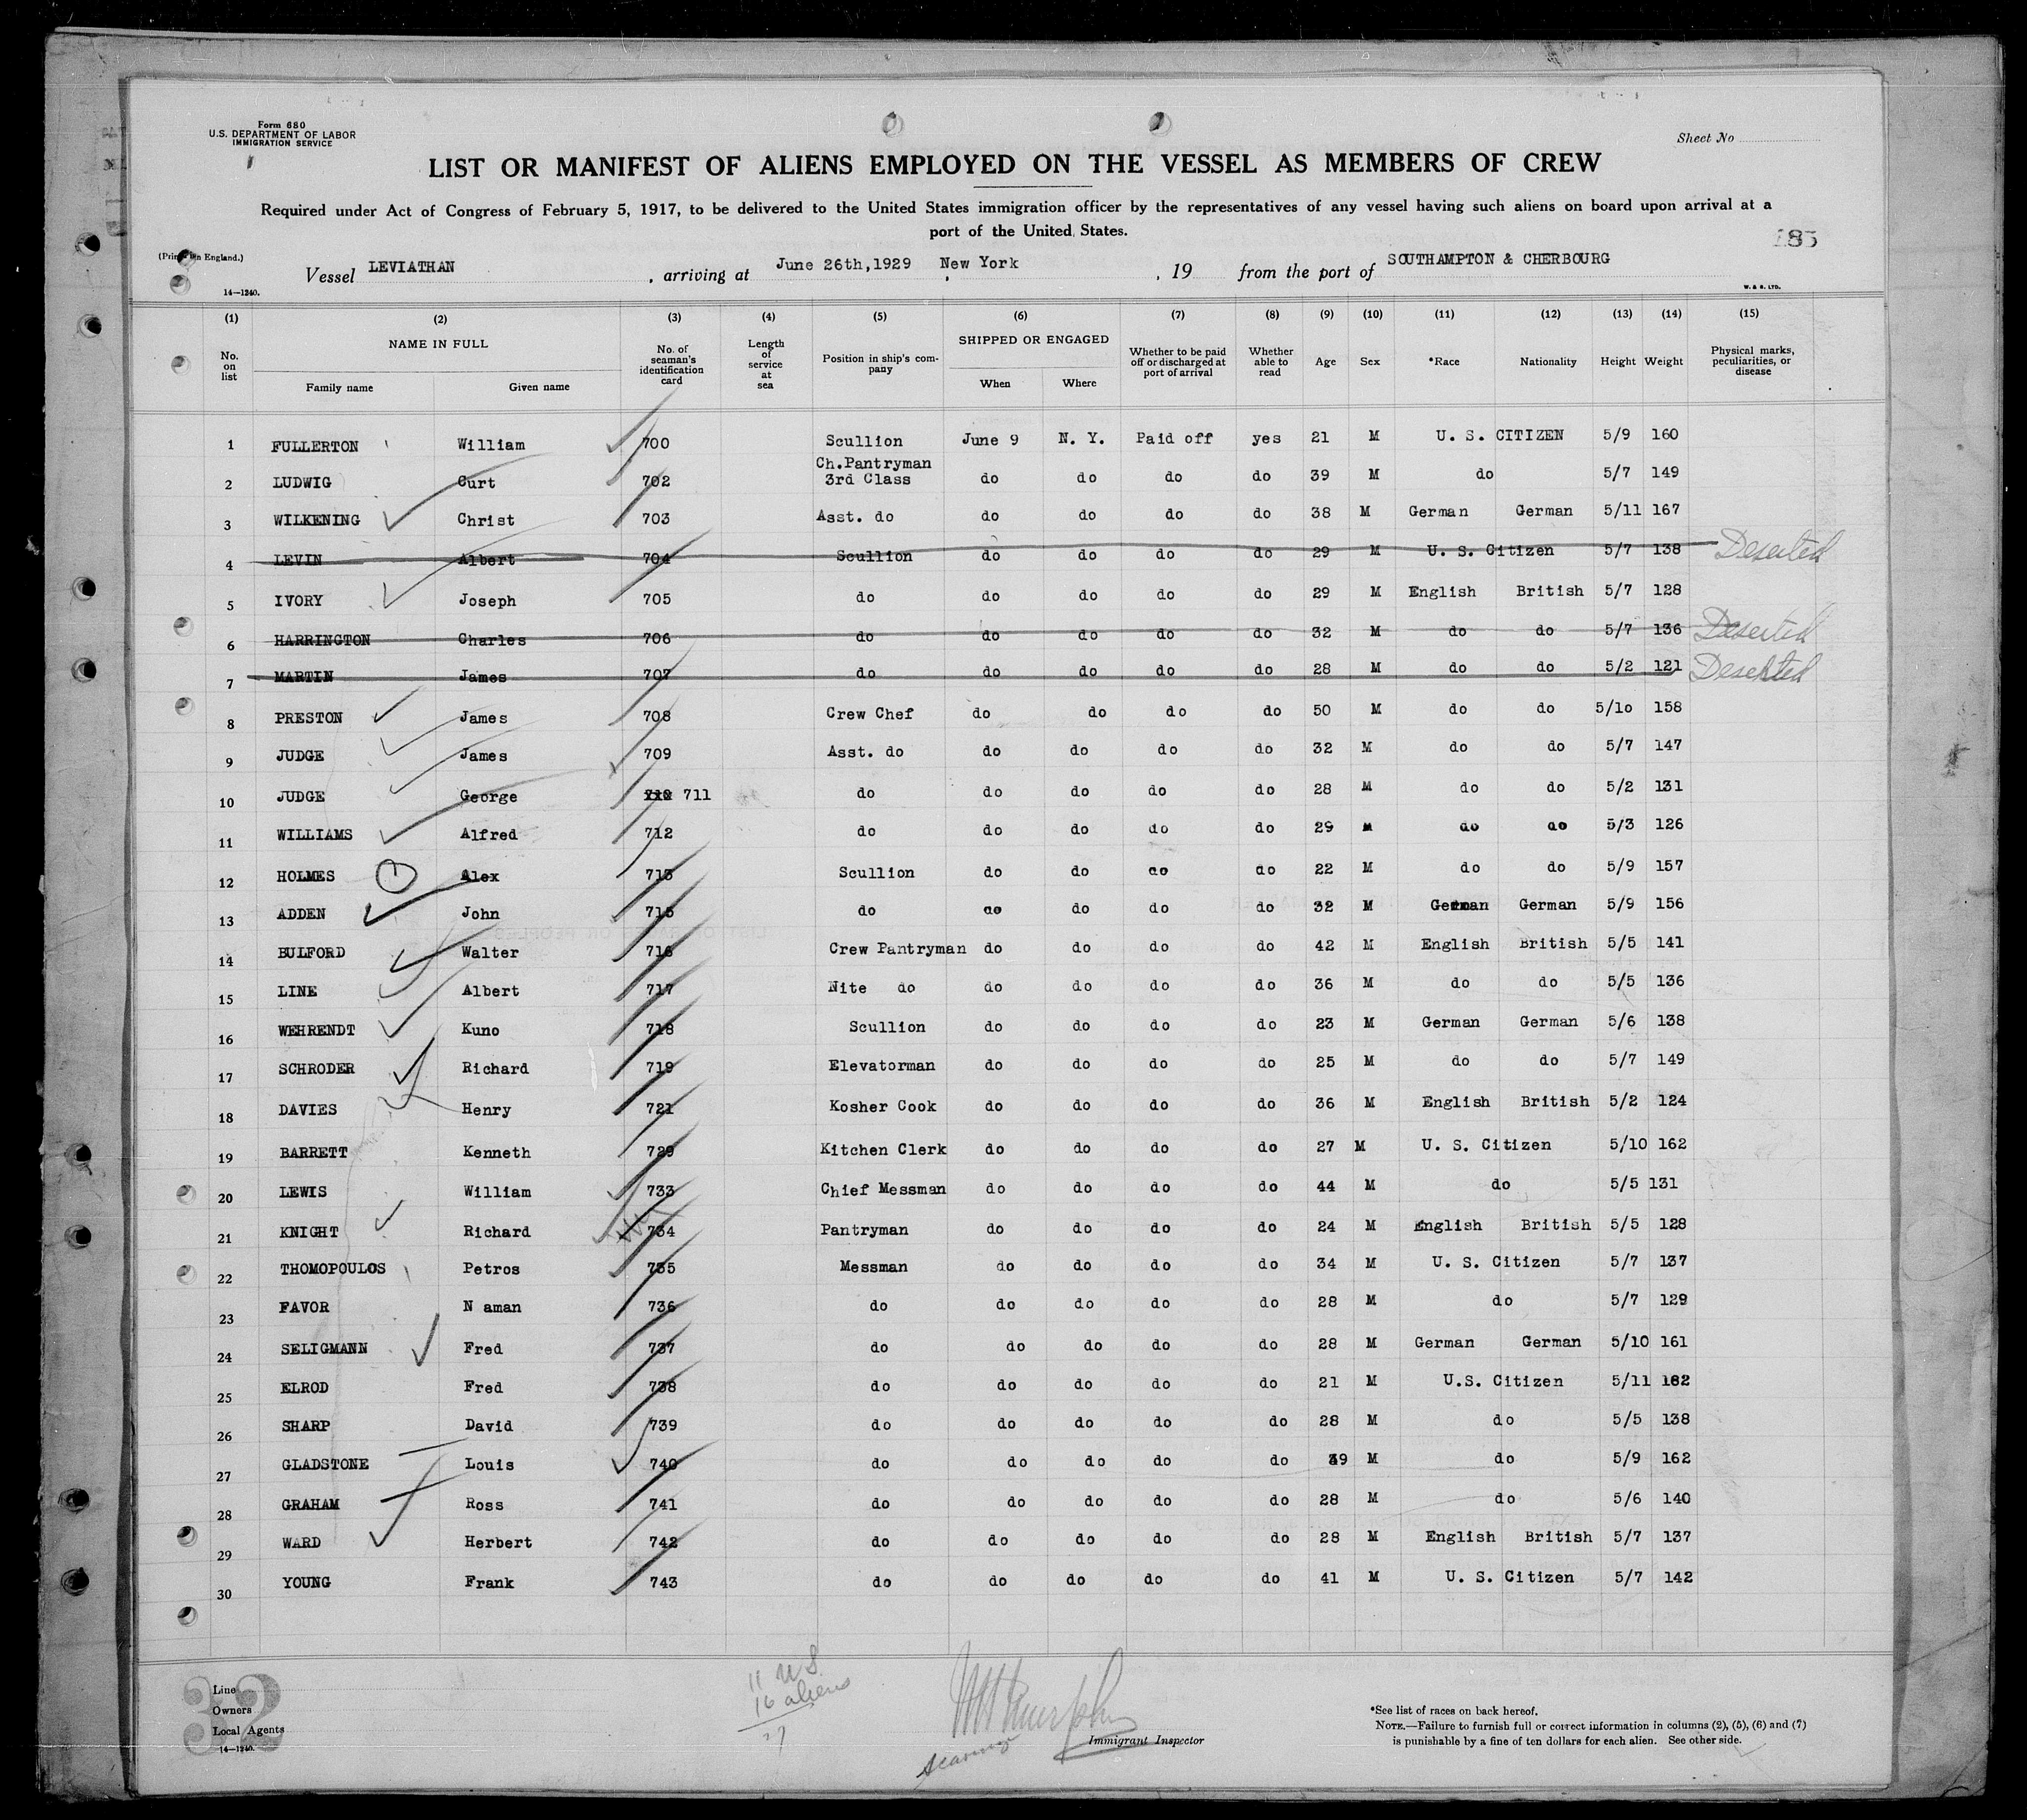 Form 680
U.S. DEPARTMENT OF LABOR
IMMIGRATION SERVICE
Sheet No
LIST OR MANIFEST OF ALIENS EMPLOYED ON THE VESSEL AS MEMBERS OF CREW
Required under Act of Congress of February 5, 1917, to be delivered to the United States immigration officer by the representatives of any vessel having such aliens on board upon arrival at a
port of the United States.
185
Vessel LEVIATHAN , arriving at June 26th,1929 New York , 19 from the port of SOUTHAMPTON & CHERBOURG
14—1240. W. & S. LTD.
(1) (2) (3) (4) (5) (6) (7) (8) (9) (10) (11) (12) (13) (14) (15)
No. on list NAME IN FULL Family name Given name No. of seaman's identification card Length of service at sea Position in ship's company SHIPPED OR ENGAGED When Where Whether to be paid off or discharged at port of arrival Whether able to read Age Sex *Race Nationality Height Weight Physical marks, peculiarities, or disease
1 FULLERTON William 700 Scullion June 9 N. Y. Paid off yes 21 M U. S. CITIZEN 5/9 160
2 LUDWIG Curt 702 Ch.Pantryman 3rd Class do do do do 39 M do 5/7 149
3 WILKENING Christ 703 Asst. do do do do do 38 M German German 5/11 167
4 LEVIN Albert 704 Scullion do do do do 29 M U. S. Citizen 5/7 138 Deserted
5 IVORY Joseph 705 do do do do do 29 M English British 5/7 128
6 HARRINGTON Charles 706 do do do do do 32 M do do 5/7 136 Deserted
7 MARTIN James 707 do do do do do 28 M do do 5/2 121 Deserted
8 PRESTON James 708 Crew Chef do do do do 50 M do do 5/10 158
9 JUDGE James 709 Asst. do do do do do 32 M do do 5/7 147
10 JUDGE George 710 711 do do do do do 28 M do do 5/2 131
11 WILLIAMS Alfred 712 do do do do do 29 M do do 5/3 126
12 HOLMES Alex 713 Scullion do do do do 22 M do do 5/9 157
13 ADDEN John 715 do do do do do 32 M German German 5/9 156
14 BULFORD Walter 716 Crew Pantryman do do do do 42 M English British 5/5 141
15 LINE Albert 717 Nite do do do do do 36 M do do 5/5 136
16 WEHRENDT Kuno 718 Scullion do do do do 23 M German German 5/6 138
17 SCHRODER Richard 719 Elevatorman do do do do 25 M do do 5/7 149
18 DAVIES Henry 721 Kosher Cook do do do do 36 M English British 5/2 124
19 BARRETT Kenneth 729 Kitchen Clerk do do do do 27 M U. S. Citizen 5/10 162
20 LEWIS William 733 Chief Messman do do do do 44 M do 5/5 131
21 KNIGHT Richard 734 Pantryman do do do do 24 M English British 5/5 128
22 THOMOPOULOS Petros 735 Messman do do do do 34 M U. S. Citizen 5/7 137
23 FAVOR N aman 736 do do do do do 28 M do 5/7 129
24 SELIGMANN Fred 737 do do do do do 28 M German German 5/10 161
25 ELROD Fred 738 do do do do do 21 M U.S. Citizen 5/11 182
26 SHARP David 739 do do do do do 28 M do 5/5 138
27 GLADSTONE Louis 740 do do do do do 39 M do 5/9 162
28 GRAHAM Ross 741 do do do do do 28 M do 5/6 140
29 WARD Herbert 742 do do do do do 28 M English British 5/7 137
30 YOUNG Frank 743 do do do do do 41 M U. S. Citizen 5/7 142
32
Line
Owners
Local Agents
14—1240.
11 U S.
16 aliens
27
Immigrant Inspector
*See list of races on back hereof.
NOTE.—Failure to furnish full or correct information in columns (2), (5), (6) and (7)
is punishable by a fine of ten dollars for each alien. See other side.